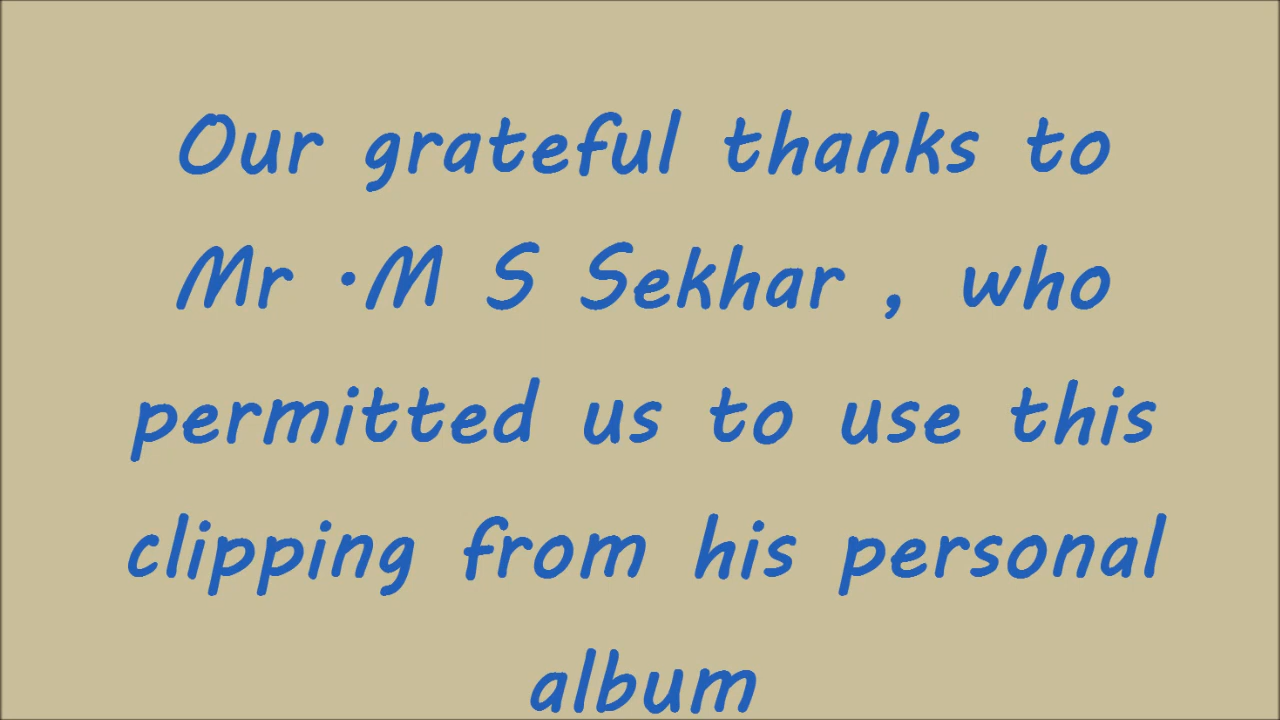 Our grateful thanks to
Mr .M S Sekhar , who
permitted us to use this
clipping from his personal
album